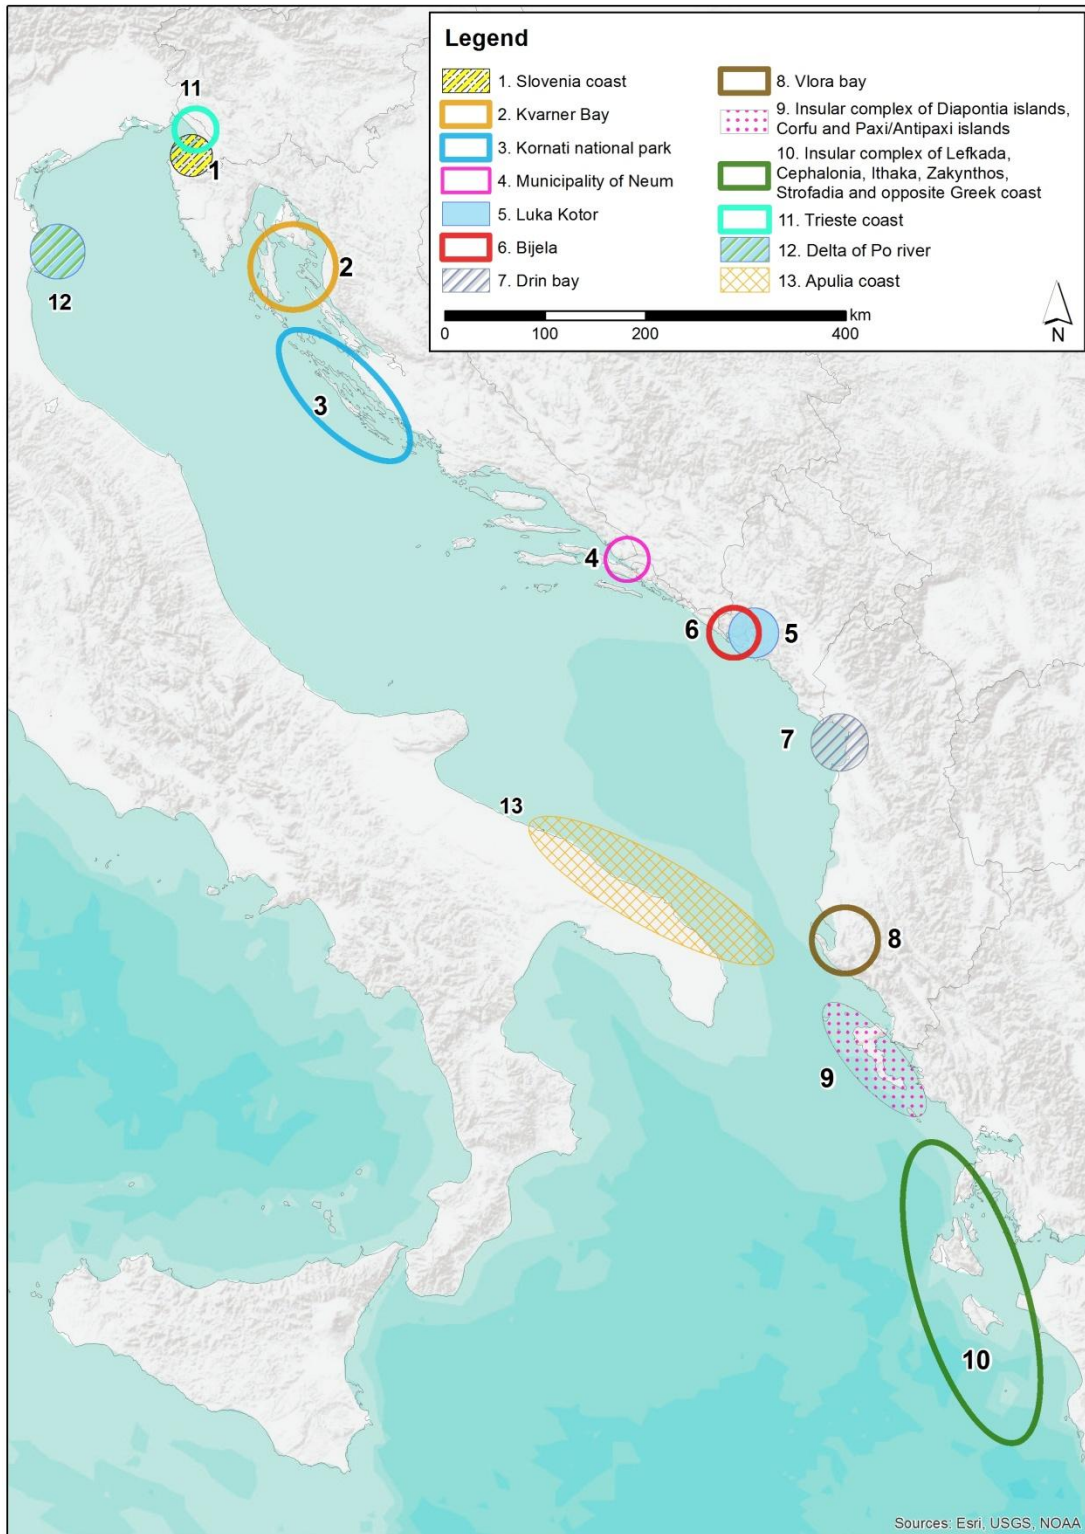 Legend
1. Slovenia coast
2. Kvarner Bay
3. Kornati national park
4. Municipality of Neum
5. Luka Kotor
6. Bijela
7. Drin bay
8. Vlora bay
9. Insular complex of Diapontia islands,
Corfu and Paxi/Antipaxi islands
10. Insular complex of Lefkada,
Cephalonia, Ithaka, Zakynthos,
Strofadia and opposite Greek coast
11. Trieste coast
12. Delta of Po river
13. Apulia coast
km
0 100 200 400
N
11
1
2
12
3
4
6
5
7
13
8
9
10
Sources: Esri, USGS, NOAA